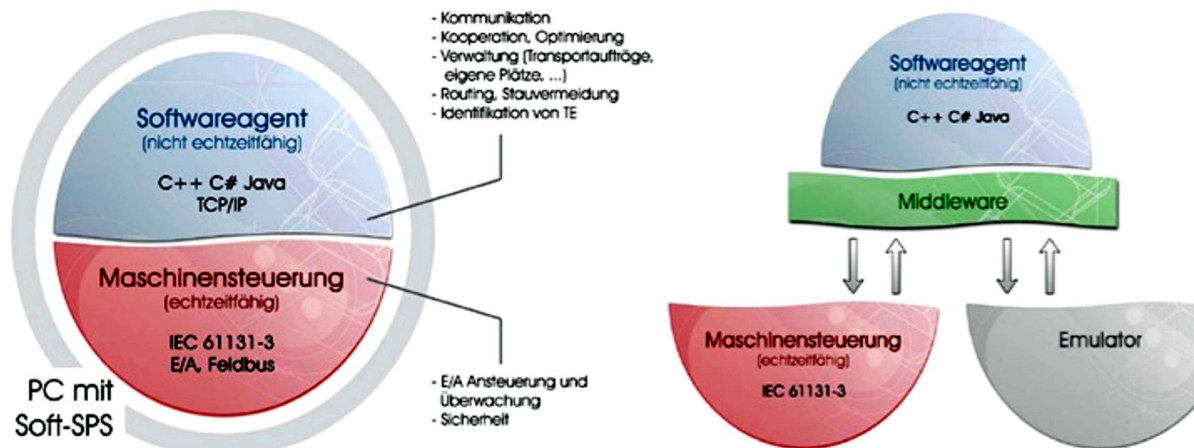 - Kommunikation
- Kooperation, Optimierung
- Verwaltung (Transportaufträge,
eigene Plätze, ...)
- Routing, Stauvermeidung
- Identifikation von TE
Softwareagent
(nicht echtzeitfähig)
C++ C# Java
TCP/IP
Maschinensteuerung
(echtzeitfähig)
IEC 61131-3
E/A, Feldbus
PC mit
Soft-SPS
- E/A Ansteuerung und
Überwachung
- Sicherheit
Softwareagent
(nicht echtzeitfähig)
C++ C# Java
Middleware
Maschinensteuerung
(echtzeitfähig)
IEC 61131-3
Emulator